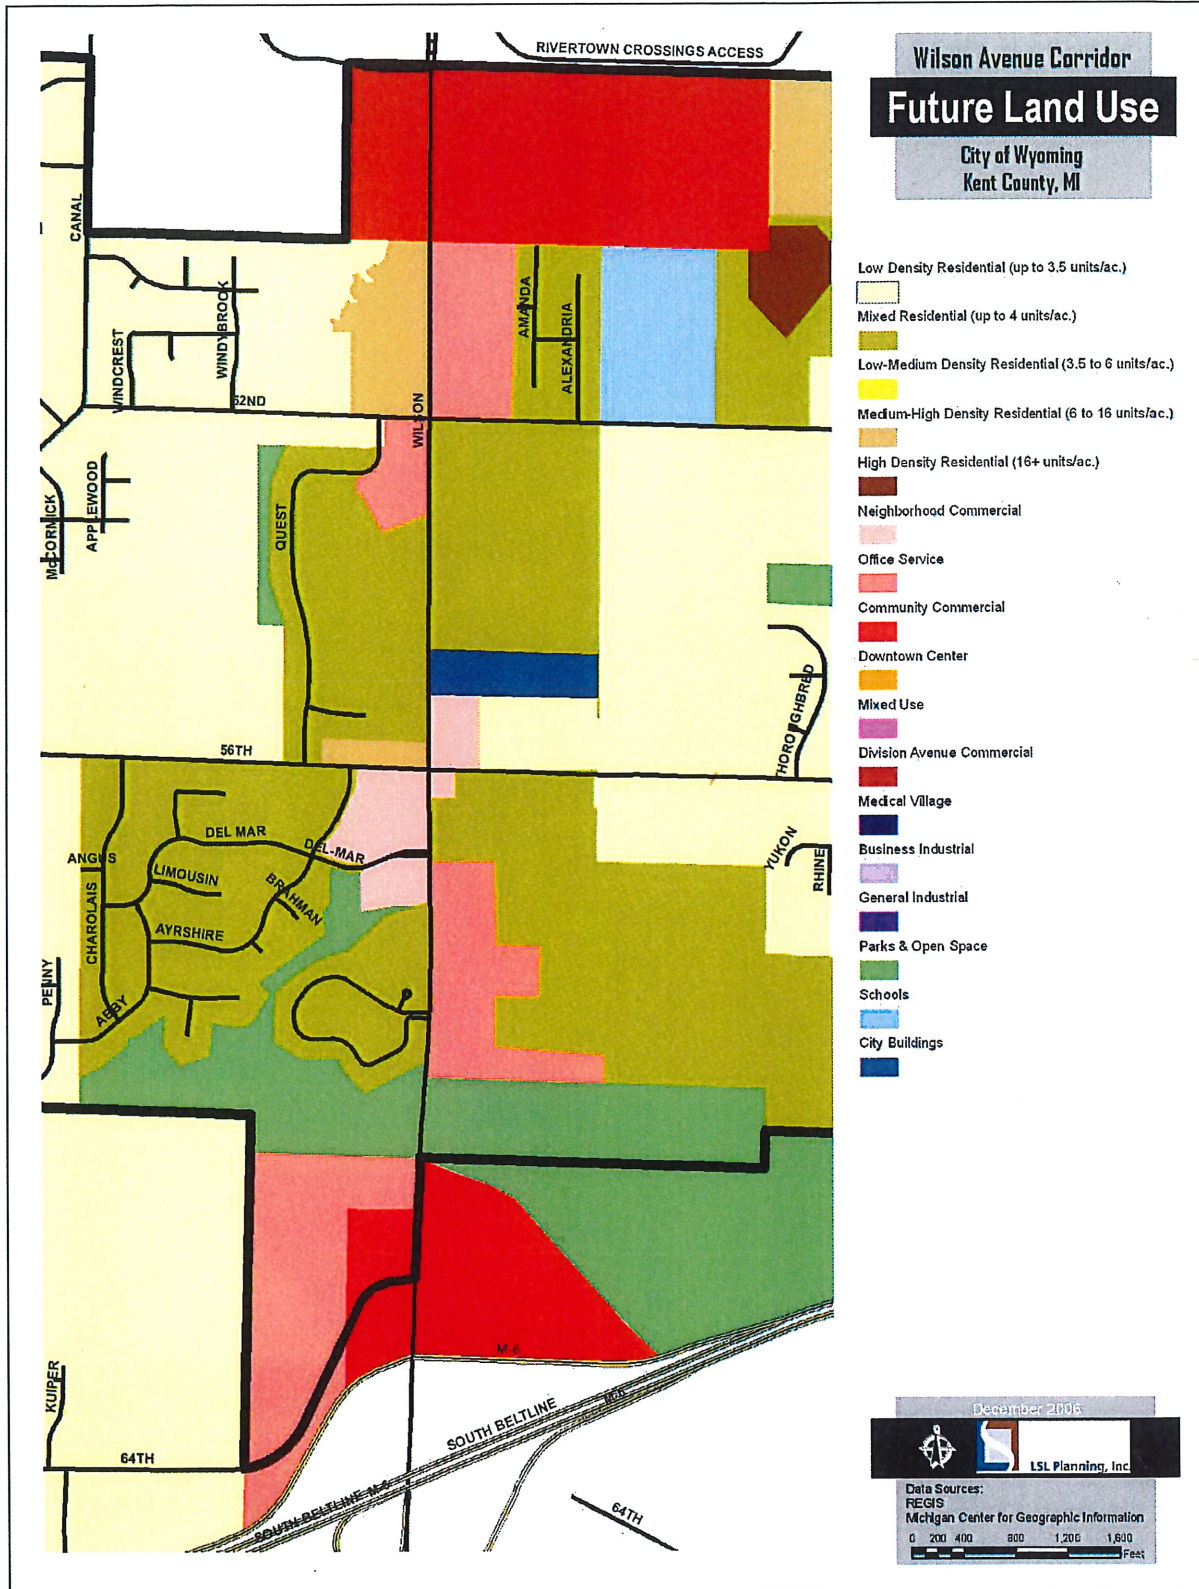 RIVERTOWN CROSSINGS ACCESS
Wilson Avenue Corridor
Future Land Use
City of Wyoming
Kent County, MI
CANAL
WINDCREST
WINDYBROOK
AMANDA
ALEXANDRIA
52ND
WILSON
McCORMICK
APPLEWOOD
QUEST
THOROUGHBRED
56TH
DEL MAR
DEL-MAR
ANGUS
LIMOUSIN
BRAHMAN
CHAROLAIS
AYRSHIRE
PENNY
ABBY
YUKON
RHINE
Low Density Residential (up to 3.5 units/ac.)
Mixed Residential (up to 4 units/ac.)
Low-Medium Density Residential (3.5 to 6 units/ac.)
Medium-High Density Residential (6 to 16 units/ac.)
High Density Residential (16+ units/ac.)
Neighborhood Commercial
Office Service
Community Commercial
Downtown Center
Mixed Use
Division Avenue Commercial
Medical Village
Business Industrial
General Industrial
Parks & Open Space
Schools
City Buildings
M-6
KUIPER
SOUTH BELTLINE
64TH
SOUTH BELTLINE M-6
64TH
December 2006
LSL Planning, Inc.
Data Sources:
REGIS
Michigan Center for Geographic Information
0 200 400 800 1,200 1,600
Feet